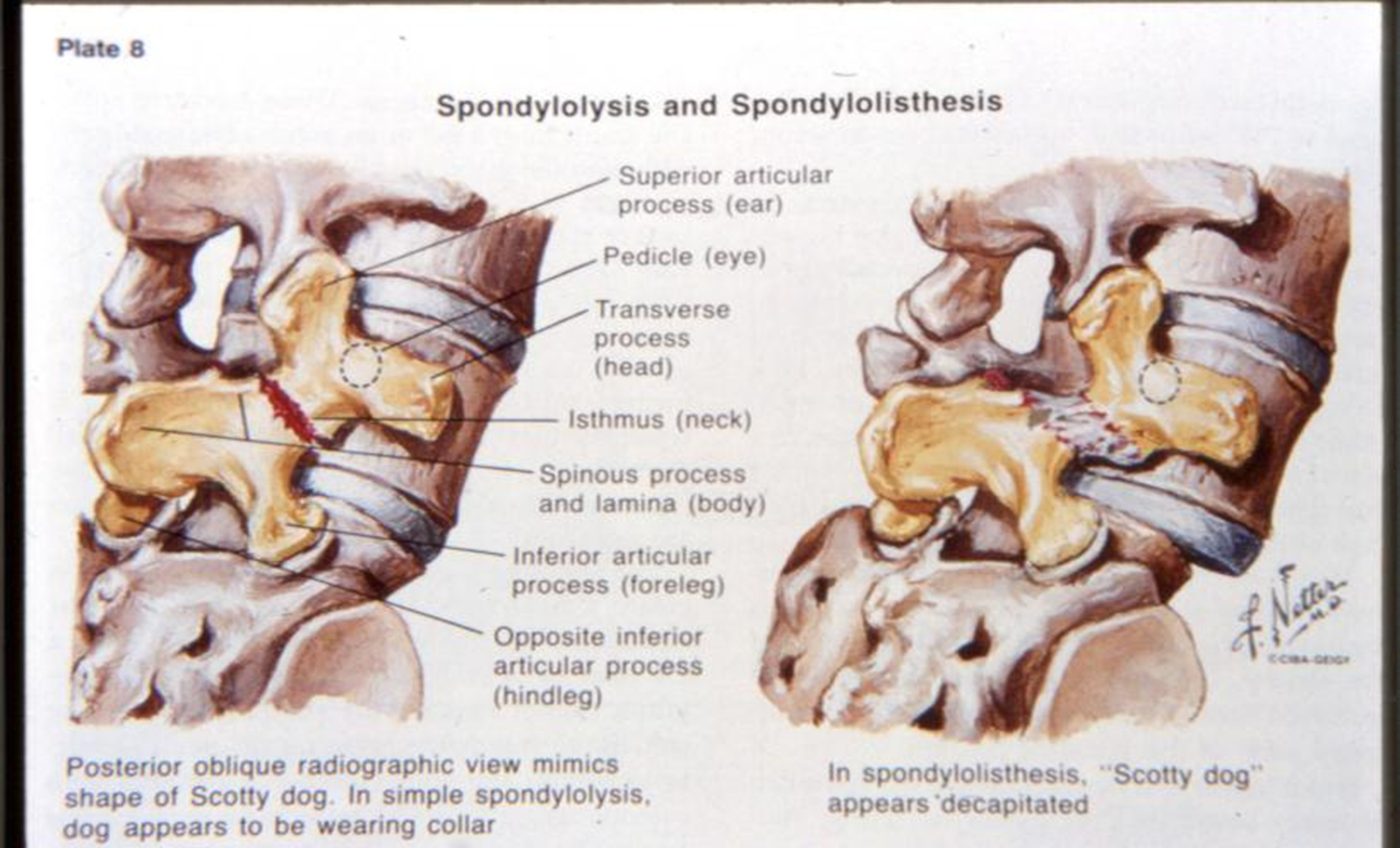 Plate 8
Spondylolysis and Spondylolisthesis
Superior articular
process (ear)
Pedicle (eye)
Transverse
process
(head)
Isthmus (neck)
Spinous process
and lamina (body)
Inferior articular
process (foreleg)
Opposite inferior
articular process
(hindleg)
F. Netter
M.D.
©CIBA-GEIGY
Posterior oblique radiographic view mimics
shape of Scotty dog. In simple spondylolysis,
dog appears to be wearing collar
In spondylolisthesis, "Scotty dog"
appears decapitated